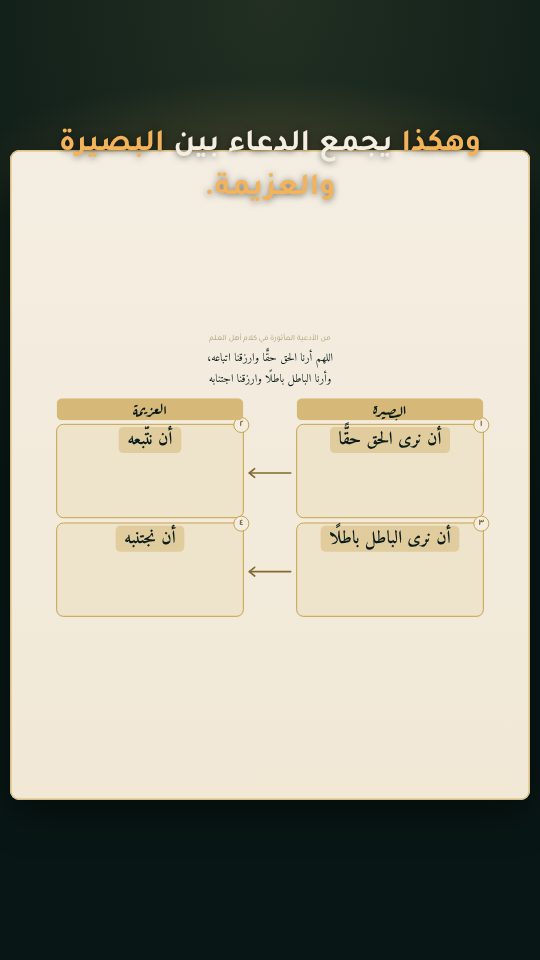 وهكذا يجمع الدعاء بين البصيرة
والعزيمة.
من الأدعية المأثورة في كلام أهل العلم
اللهم أرنا الحق حقًّا وارزقنا اتباعه،
وأرنا الباطل باطلًا وارزقنا اجتنابه
البصيرة
العزيمة
١
أن نرى الحق حقًّا
٢
أن نتّبعه
٣
أن نرى الباطل باطلًا
٤
أن نجتنبه